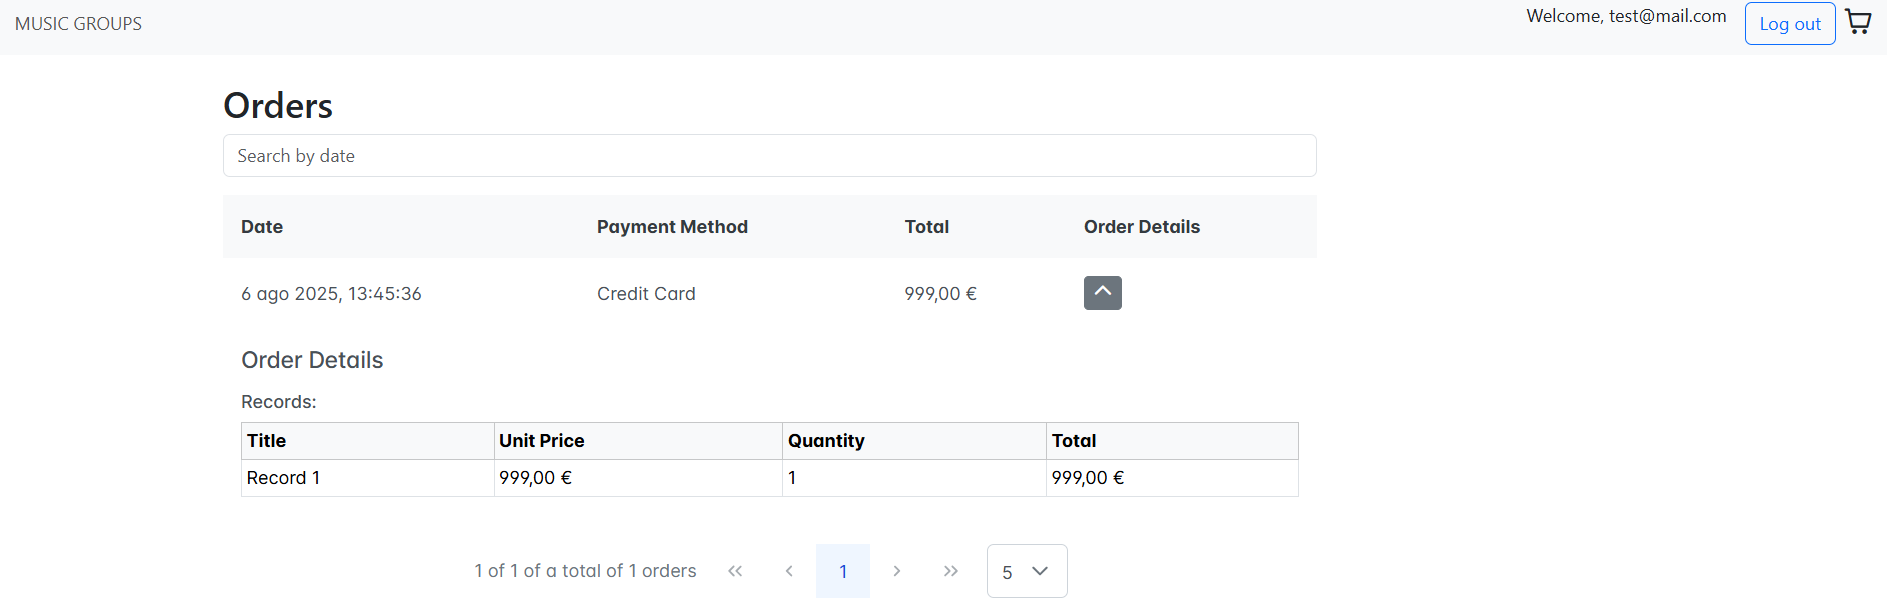 MUSIC GROUPS
Welcome, test@mail.com
Log out
Orders
Search by date
Date Payment Method Total Order Details
6 ago 2025, 13:45:36 Credit Card 999,00 €
Order Details
Records:
Title Unit Price Quantity Total
Record 1 999,00 € 1 999,00 €
1 of 1 of a total of 1 orders 1 5